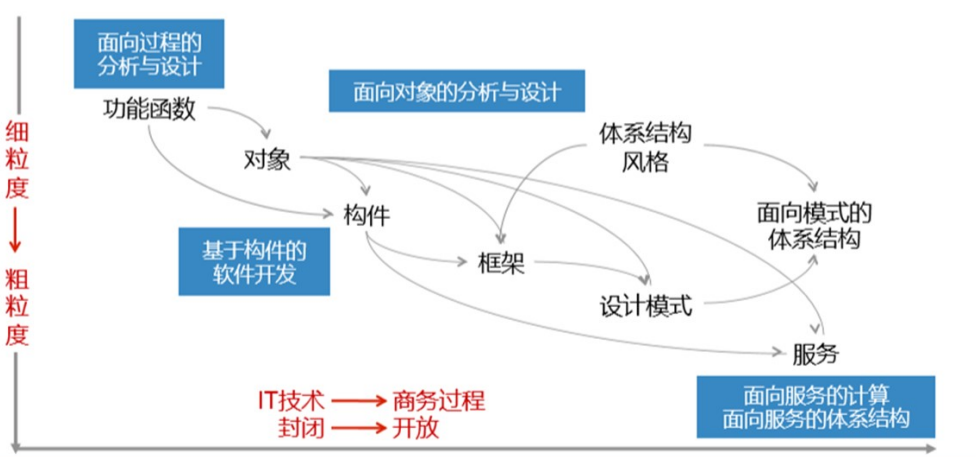 面向过程的
分析与设计
功能函数
面向对象的分析与设计
对象
体系结构
风格
构件
面向模式的
体系结构
基于构件的
软件开发
框架
设计模式
服务
面向服务的计算
面向服务的体系结构
细
粒
度
粗
粒
度
IT技术
商务过程
封闭
开放